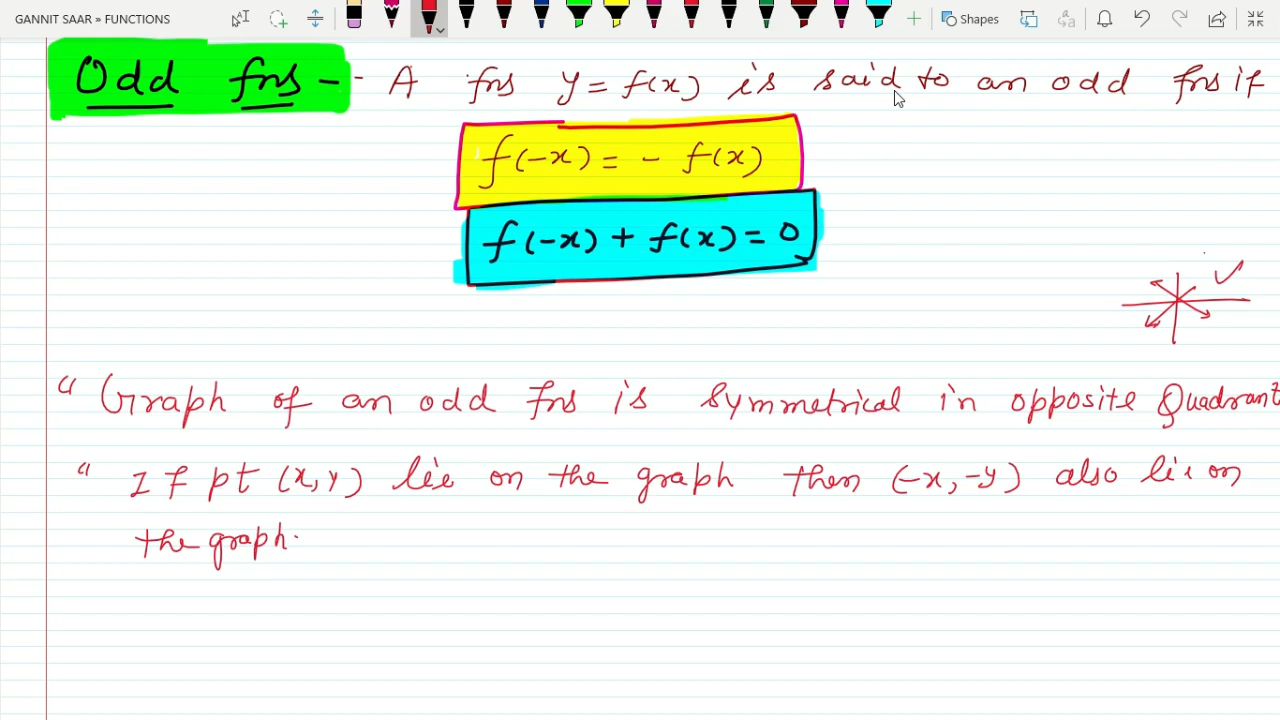 GANNIT SAAR » FUNCTIONS
Shapes
Odd fns - - A fns y = f(x) is said to an odd fns if
f(-x) = - f(x)
f(-x) + f(x) = 0
" Graph of an odd fns is symmetrical in opposite Quadrant
" If pt (x,y) lie on the graph then (-x,-y) also lie on
the graph.